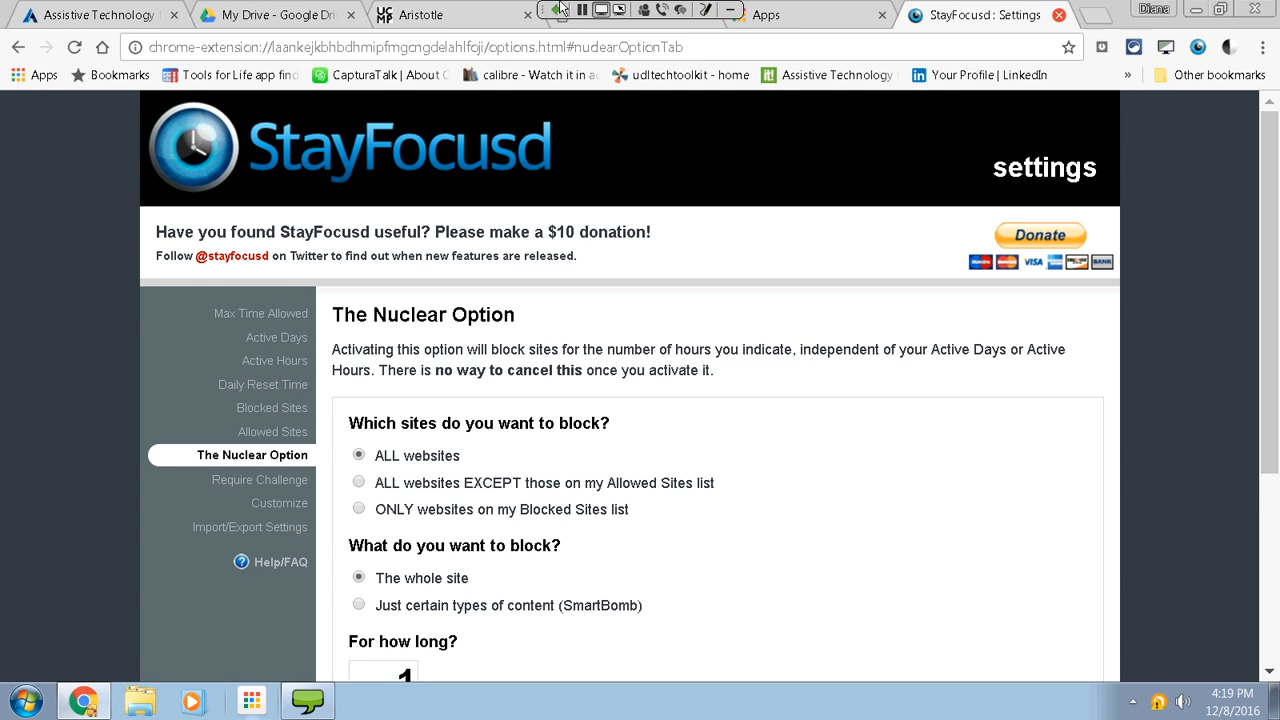 Assistive Technology
My Drive - Google D
UC MP Aristotle
Apps
StayFocusd : Settings
Diana
Apps
Bookmarks
Tools for Life app find
CapturaTalk | About C
calibre - Watch it in a
udltechtoolkit - home
Assistive Technology
Your Profile | LinkedIn
»
Other bookmarks
StayFocusd
settings
Have you found StayFocusd useful? Please make a $10 donation!
Follow @stayfocusd on Twitter to find out when new features are released.
Donate
VISA
BANK
Max Time Allowed
Active Days
Active Hours
Daily Reset Time
Blocked Sites
Allowed Sites
The Nuclear Option
Require Challenge
Customize
Import/Export Settings
? Help/FAQ
The Nuclear Option
Activating this option will block sites for the number of hours you indicate, independent of your Active Days or Active
Hours. There is no way to cancel this once you activate it.
Which sites do you want to block?
ALL websites
ALL websites EXCEPT those on my Allowed Sites list
ONLY websites on my Blocked Sites list
What do you want to block?
The whole site
Just certain types of content (SmartBomb)
For how long?
1
4:19 PM
12/8/2016